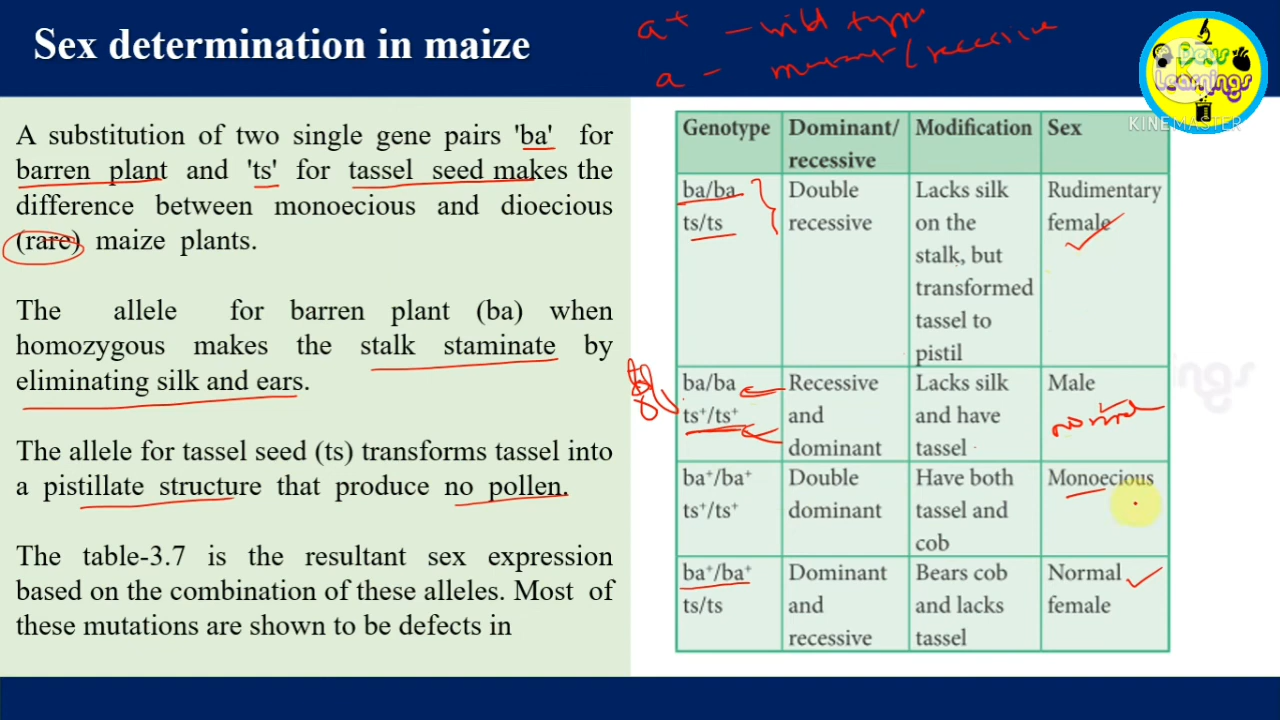 Sex determination in maize
a+ - wild type
a - mutant/recessive
Devs
Learnings
KINEMASTER
A substitution of two single gene pairs 'ba' for
barren plant and 'ts' for tassel seed makes the
difference between monoecious and dioecious
(rare) maize plants.
The allele for barren plant (ba) when
homozygous makes the stalk staminate by
eliminating silk and ears.
The allele for tassel seed (ts) transforms tassel into
a pistillate structure that produce no pollen.
The table-3.7 is the resultant sex expression
based on the combination of these alleles. Most of
these mutations are shown to be defects in
Genotype Dominant/ Modification Sex
recessive
ba/ba Double Lacks silk Rudimentary
ts/ts recessive on the female
stalk, but
transformed
tassel to
pistil
ba/ba Recessive Lacks silk Male
ts⁺/ts⁺ and and have normal
dominant tassel
ba⁺/ba⁺ Double Have both Monoecious
ts⁺/ts⁺ dominant tassel and
cob
ba⁺/ba⁺ Dominant Bears cob Normal
ts/ts and and lacks female
recessive tassel
ngs